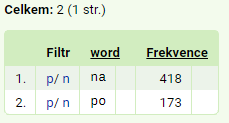 Celkem: 2 (1 str.)
Filtr word Frekvence
1. p/ n na 418
2. p/ n po 173